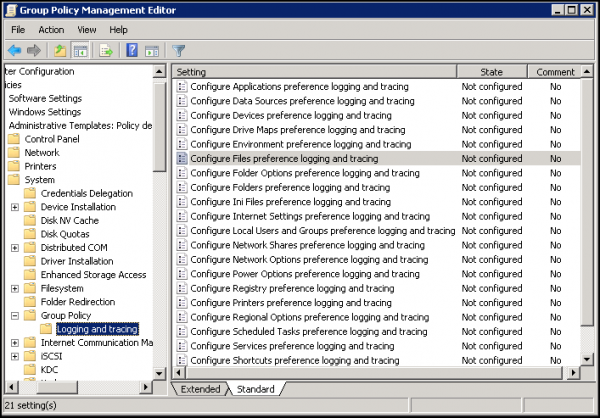 Group Policy Management Editor
File Action View Help
ter Configuration
icies
Software Settings
Windows Settings
Administrative Templates: Policy de
Control Panel
Network
Printers
System
Credentials Delegation
Device Installation
Disk NV Cache
Disk Quotas
Distributed COM
Driver Installation
Enhanced Storage Access
Filesystem
Folder Redirection
Group Policy
Logging and tracing
Internet Communication Ma
iSCSI
KDC
Setting State Comment
Configure Applications preference logging and tracing Not configured No
Configure Data Sources preference logging and tracing Not configured No
Configure Devices preference logging and tracing Not configured No
Configure Drive Maps preference logging and tracing Not configured No
Configure Environment preference logging and tracing Not configured No
Configure Files preference logging and tracing Not configured No
Configure Folder Options preference logging and tracing Not configured No
Configure Folders preference logging and tracing Not configured No
Configure Ini Files preference logging and tracing Not configured No
Configure Internet Settings preference logging and tracing Not configured No
Configure Local Users and Groups preference logging and tracing Not configured No
Configure Network Shares preference logging and tracing Not configured No
Configure Network Options preference logging and tracing Not configured No
Configure Power Options preference logging and tracing Not configured No
Configure Registry preference logging and tracing Not configured No
Configure Printers preference logging and tracing Not configured No
Configure Regional Options preference logging and tracing Not configured No
Configure Scheduled Tasks preference logging and tracing Not configured No
Configure Services preference logging and tracing Not configured No
Configure Shortcuts preference logging and tracing Not configured No
Extended Standard
21 setting(s)